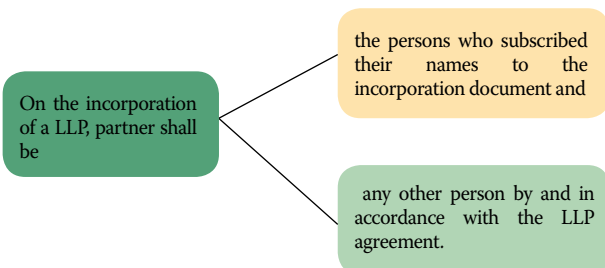 On the incorporation
of a LLP, partner shall
be
the persons who subscribed
their names to the
incorporation document and
any other person by and in
accordance with the LLP
agreement.